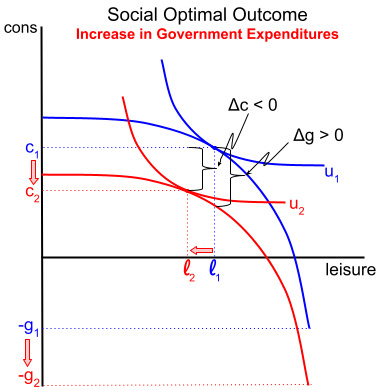 Social Optimal Outcome
Increase in Government Expenditures
cons
Δc < 0
Δg > 0
c₁
u₁
c₂
u₂
ℓ₂ ℓ₁
leisure
-g₁
-g₂